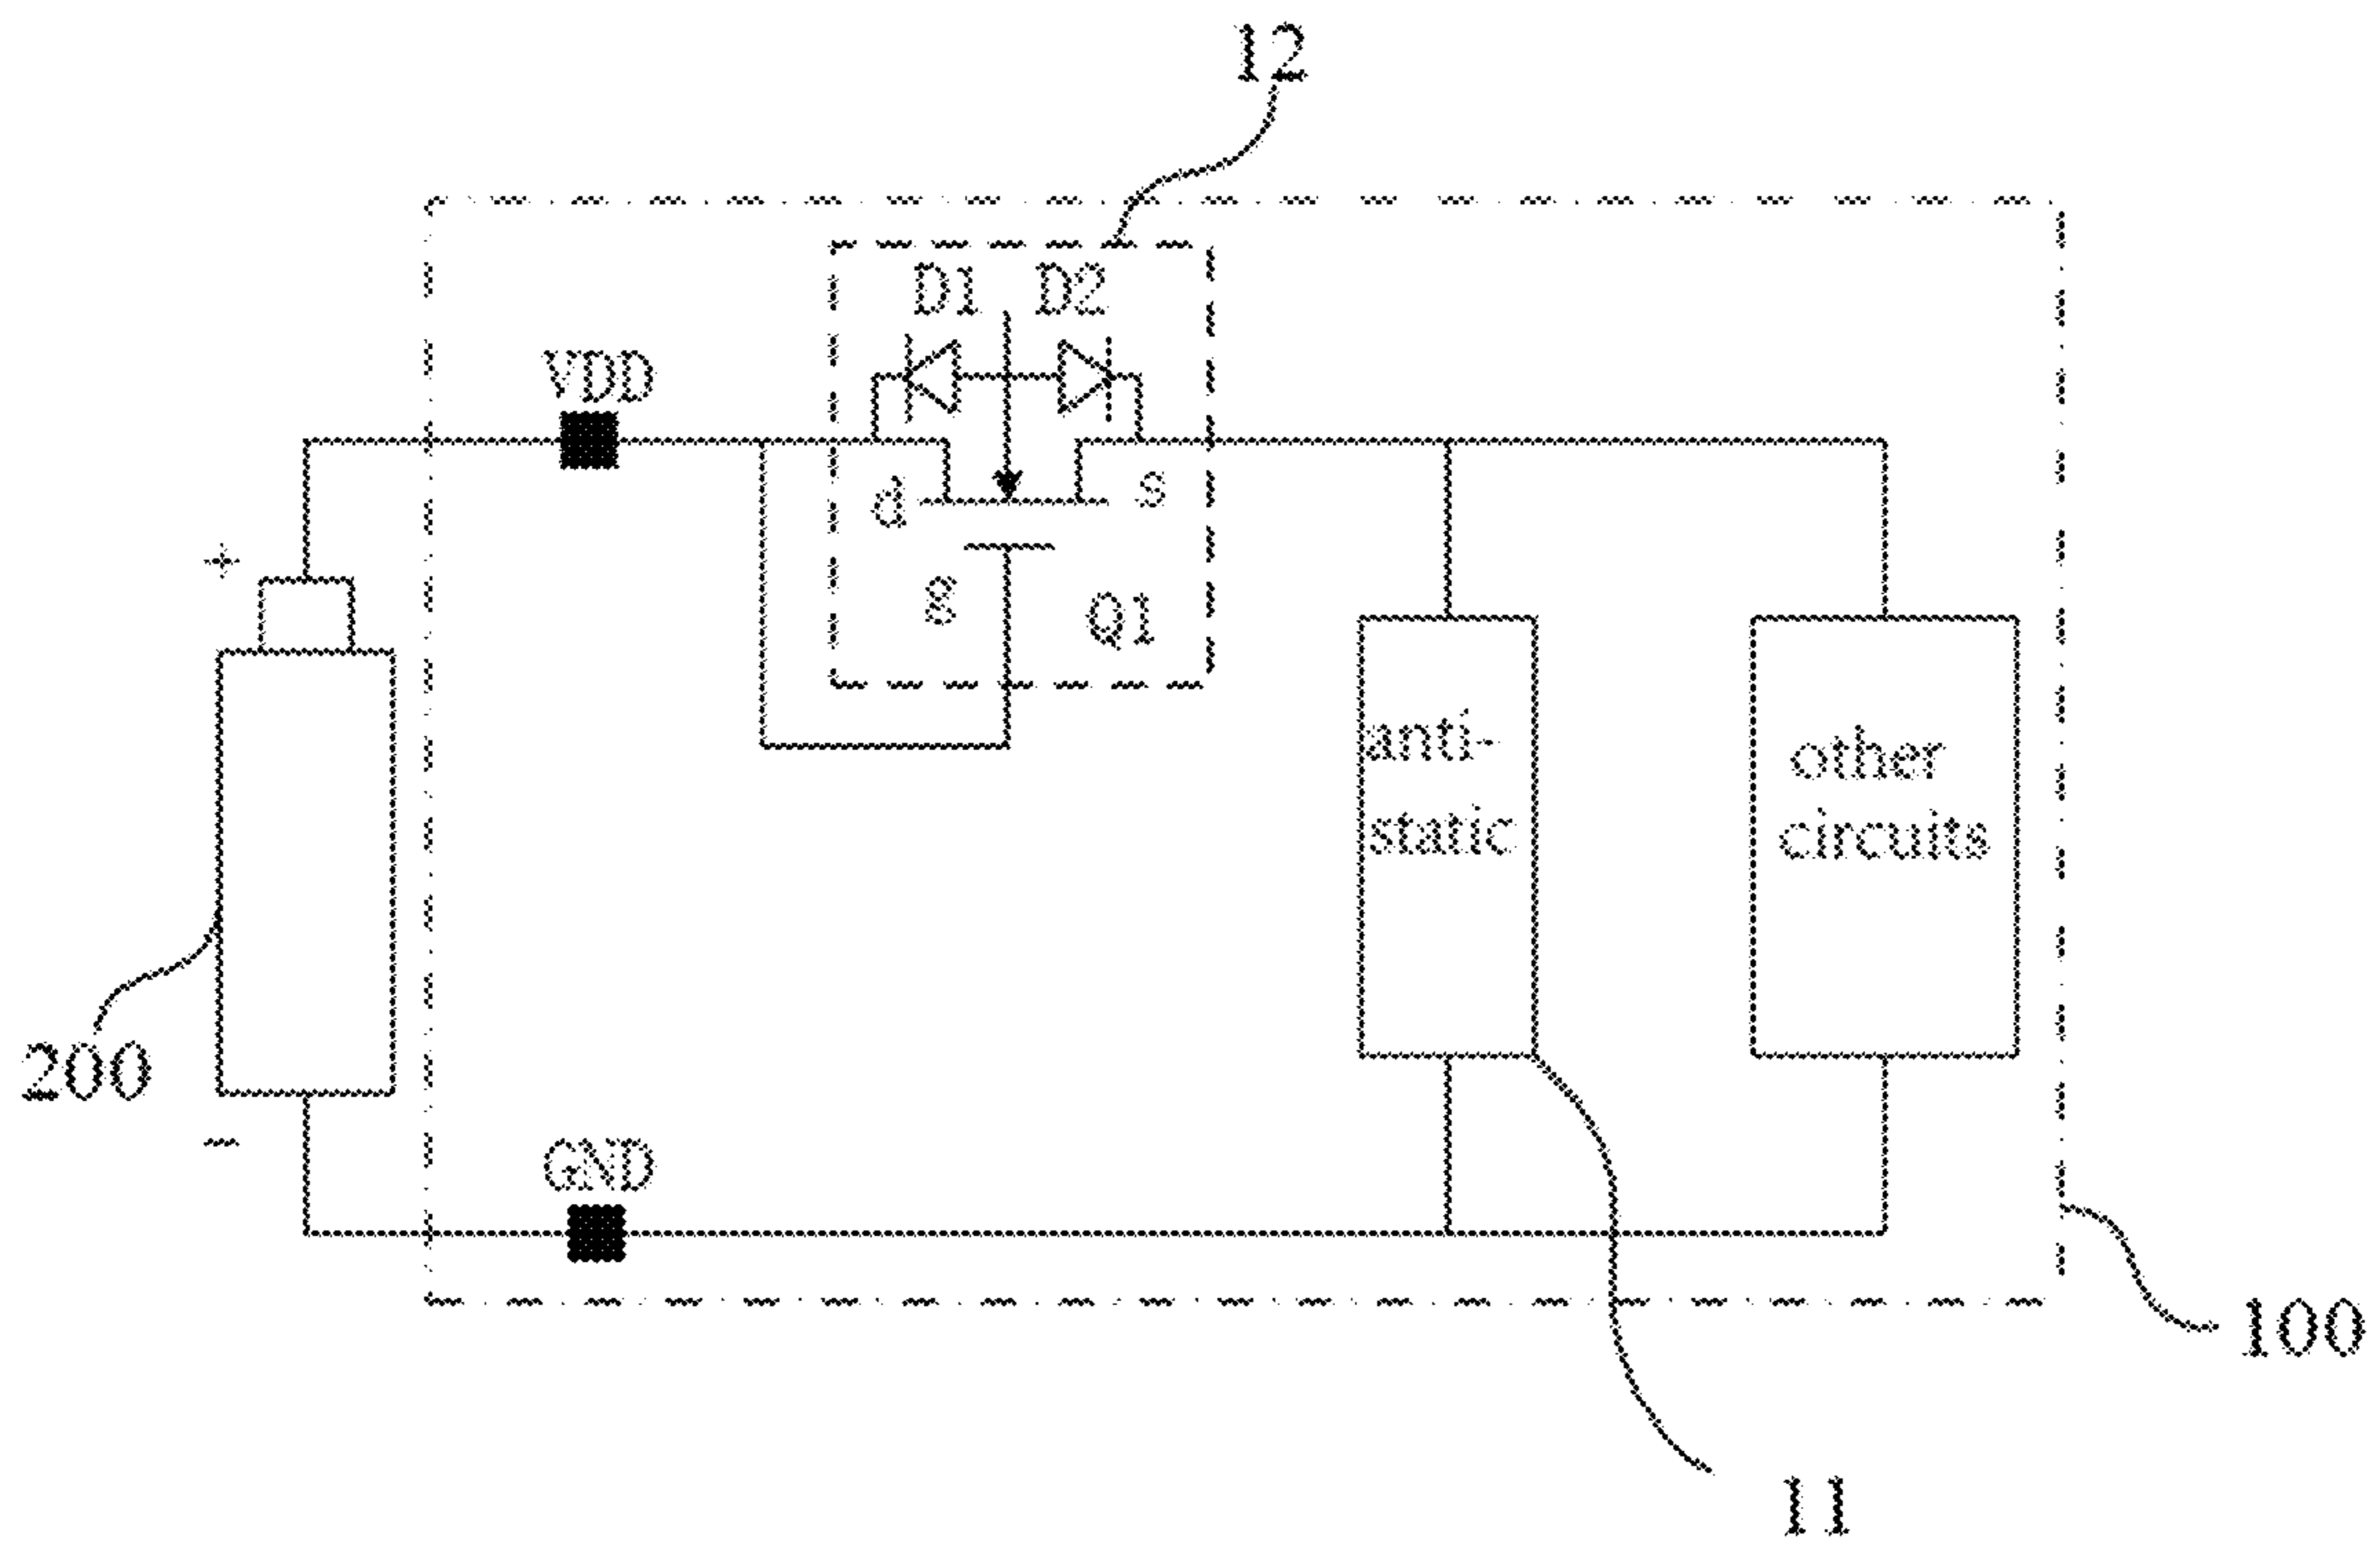 12
D1 D2
VDD
d s
+
g Q1
anti-
static
other
circuits
200
-
GND
100
11